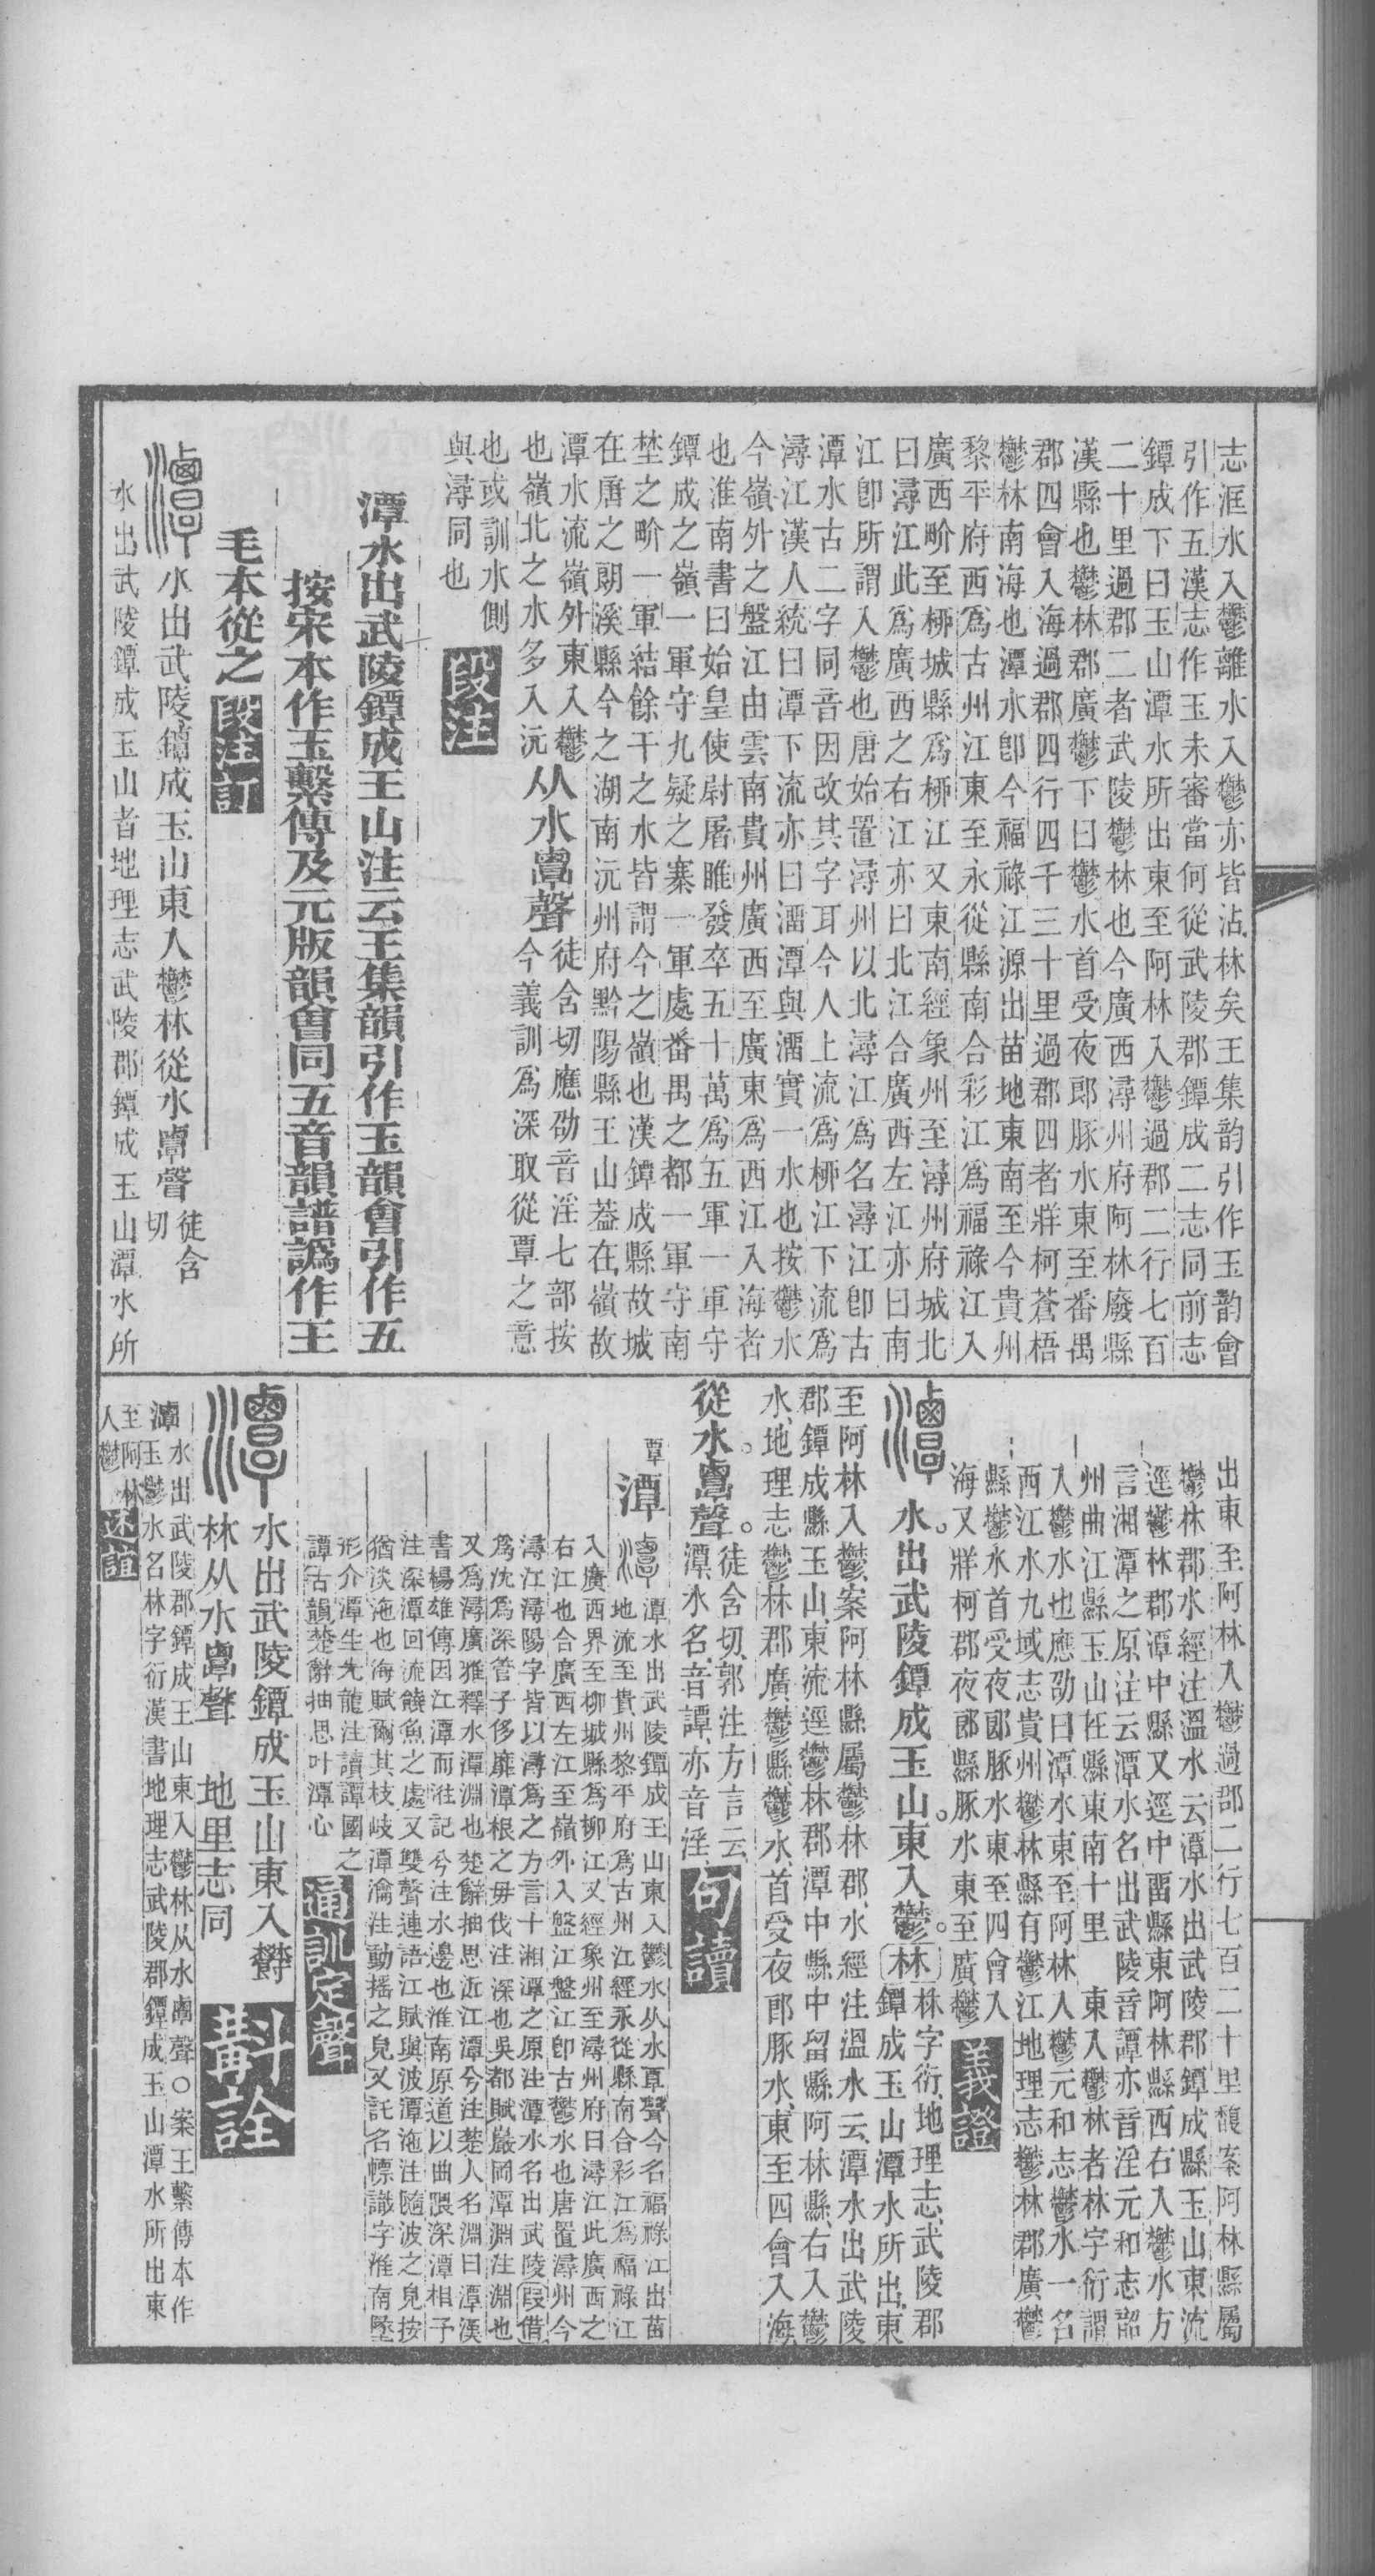 志洭水入鬱離水入鬱亦皆沾林矣王集韵引作玉韵會
引作五漢志作玉未審當何從武陵郡鐔成二志同前志
鐔成下曰玉山潭水所出東至阿林入鬱過郡二行七百
二十里過郡二者武陵鬱林也今廣西潯州府阿林廢縣
漢縣也鬱林郡廣鬱下曰鬱水首受夜郎豚水東至番禺
郡四會入海過郡四行四千三十里過郡四者牂柯蒼梧
鬱林南海也潭水卽今福祿江源出苗地東南至今貴州
黎平府西爲古州江東至永從縣南合彩江爲福祿江入
廣西畍至桺城縣爲桺江又東南經象州至潯州府城北
曰潯江此爲廣西之右江亦曰北江合廣西左江亦曰南
江卽所謂入鬱也唐始置潯州以北潯江爲名潯江卽古
潭水古二字同音因改其字耳今人上流爲桺江下流爲
潯江漢人統曰潭下流亦曰灊潭與灊實一水也按鬱水
今嶺外之盤江由雲南貴州廣西至廣東爲西江入海者
也淮南書曰始皇使尉屠睢發卒五十萬爲五軍一軍守
鐔成之嶺一軍守九疑之寨一軍處番禺之都一軍守南
埜之畍一軍結餘干之水皆謂今之嶺也漢鐔成縣故城
在唐之朗溪縣今之湖南沅州府黔陽縣王山葢在嶺故
潭水流嶺外東入鬱
也嶺北之水多入沅从水覃聲徒含切應劭音淫七部按
今義訓爲深取從覃之意
也或訓水側
與潯同也段注
潭水出武陵鐔成王山注云王集韻引作玉韻會引作五
按宋本作玉繫傳及元版韻會同五音韻譜譌作王
毛本從之段注訂
水出武陵鐔成玉山東入鬱林從水覃聲徒含切
水出武陵鐔成玉山者地理志武陵郡鐔成玉山潭水所
出東至阿林入鬱過郡二行七百二十里馥案阿林縣屬
鬱林郡水經注溫水云潭水出武陵郡鐔成縣玉山東流
逕鬱林郡潭中縣又逕中畱縣東阿林縣西右入鬱水方
言湘潭之原注云潭水名出武陵音譚亦音淫元和志韶
州曲江縣玉山在縣東南十里　東入鬱林者林字衍謂
入鬱水也應劭曰潭水東至阿林入鬱元和志鬱水一名
西江水九域志貴州鬱林縣有鬱江地理志鬱林郡廣鬱
縣鬱水首受夜郎豚水東至四會入
海又牂柯郡夜郎縣豚水東至廣鬱義證
水。出武陵鐔成玉山。東入鬱。林林字衍、地理志、武陵郡
鐔成玉山潭水所出、東
至阿林入鬱、案阿林縣屬鬱林郡、水經注溫水云、潭水出武陵
郡鐔成縣玉山、東流逕鬱林郡潭中縣、中留縣阿林縣、右入鬱
水、地理志鬱林郡廣鬱縣鬱水首受夜郎豚水、東至四會入海、
從水。覃聲。徒含切、郭注方言云、
潭、水名、音譚、亦音淫、句讀
覃
潭
潭水出武陵鐔成王山東入鬱水从水覃聲今名福祿江出苗
地流至貴州黎平府爲古州江經永從縣南合彩江爲福祿江
入廣西界至柳城縣爲柳江又經象州至潯州府曰潯江此廣西之
右江也合廣西左江至嶺外入盤江盤江卽古鬱水也唐置潯州今
潯江潯陽字皆以潯爲之方言十湘潭之原注潭水名出武陵叚借
爲沈爲深管子侈靡潭根之毋伐注深也吳都賦巖岡潭淵注淵也
又爲潯廣雅釋水潭淵也楚辭抽思泝江潭兮注楚人名淵曰潭漢
書楊雄傳因江潭而淮記兮注水邊也淮南原道以曲隈深潭相予
注深潭回流饒魚之處又雙聲連語江賦與波潭沲注隨波之皃按
猶淡沲也海賦爾其枝岐潭瀹注動搖之皃又託名幖識字淮南墬
形介潭生先龍注讀譚國之
譚古韻楚辭抽思叶潭心通訓定聲
水出武陵鐔成玉山東入鬱
林从水覃聲　地里志同斠詮
潭水出武陵郡鐔成王山東入鬱林从水覃聲○案王繫傳本作
玉鬱水名林字衍漢書地理志武陵郡鐔成玉山潭水所出東
至阿林
入鬱述誼